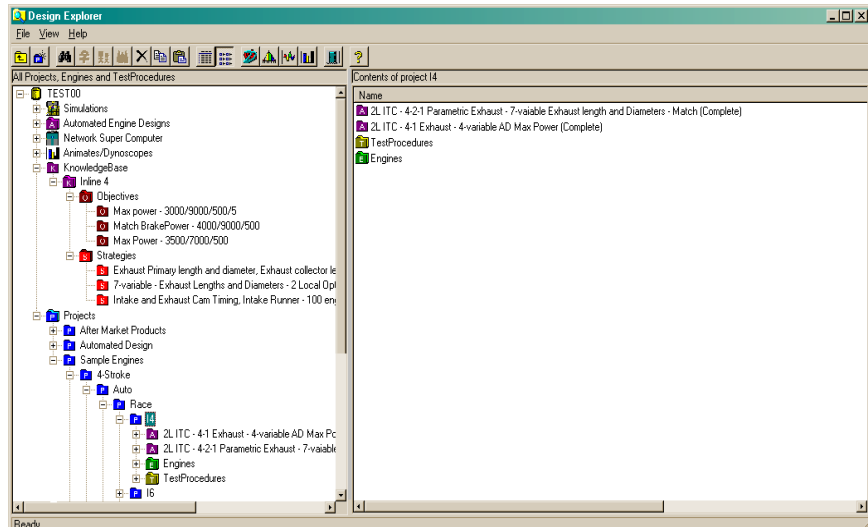 Design Explorer
File View Help
All Projects, Engines and TestProcedures
TEST00
Simulations
Automated Engine Designs
Network Super Computer
Animates/Dynoscopes
KnowledgeBase
Inline 4
Objectives
Max power - 3000/9000/500/5
Match BrakePower - 4000/9000/500
Max Power - 3500/7000/500
Strategies
Exhaust Primary length and diameter, Exhaust collector le
7-variable - Exhaust Lengths and Diameters - 2 Local Opt
Intake and Exhaust Cam Timing, Intake Runner - 100 eng
Projects
After Market Products
Automated Design
Sample Engines
4-Stroke
Auto
Race
I4
2L ITC - 4-1 Exhaust - 4-variable AD Max Po
2L ITC - 4-2-1 Parametric Exhaust - 7-vaiable
Engines
TestProcedures
I6
Contents of project I4
Name
2L ITC - 4-2-1 Parametric Exhaust - 7-vaiable Exhaust length and Diameters - Match (Complete)
2L ITC - 4-1 Exhaust - 4-variable AD Max Power (Complete)
TestProcedures
Engines
Ready